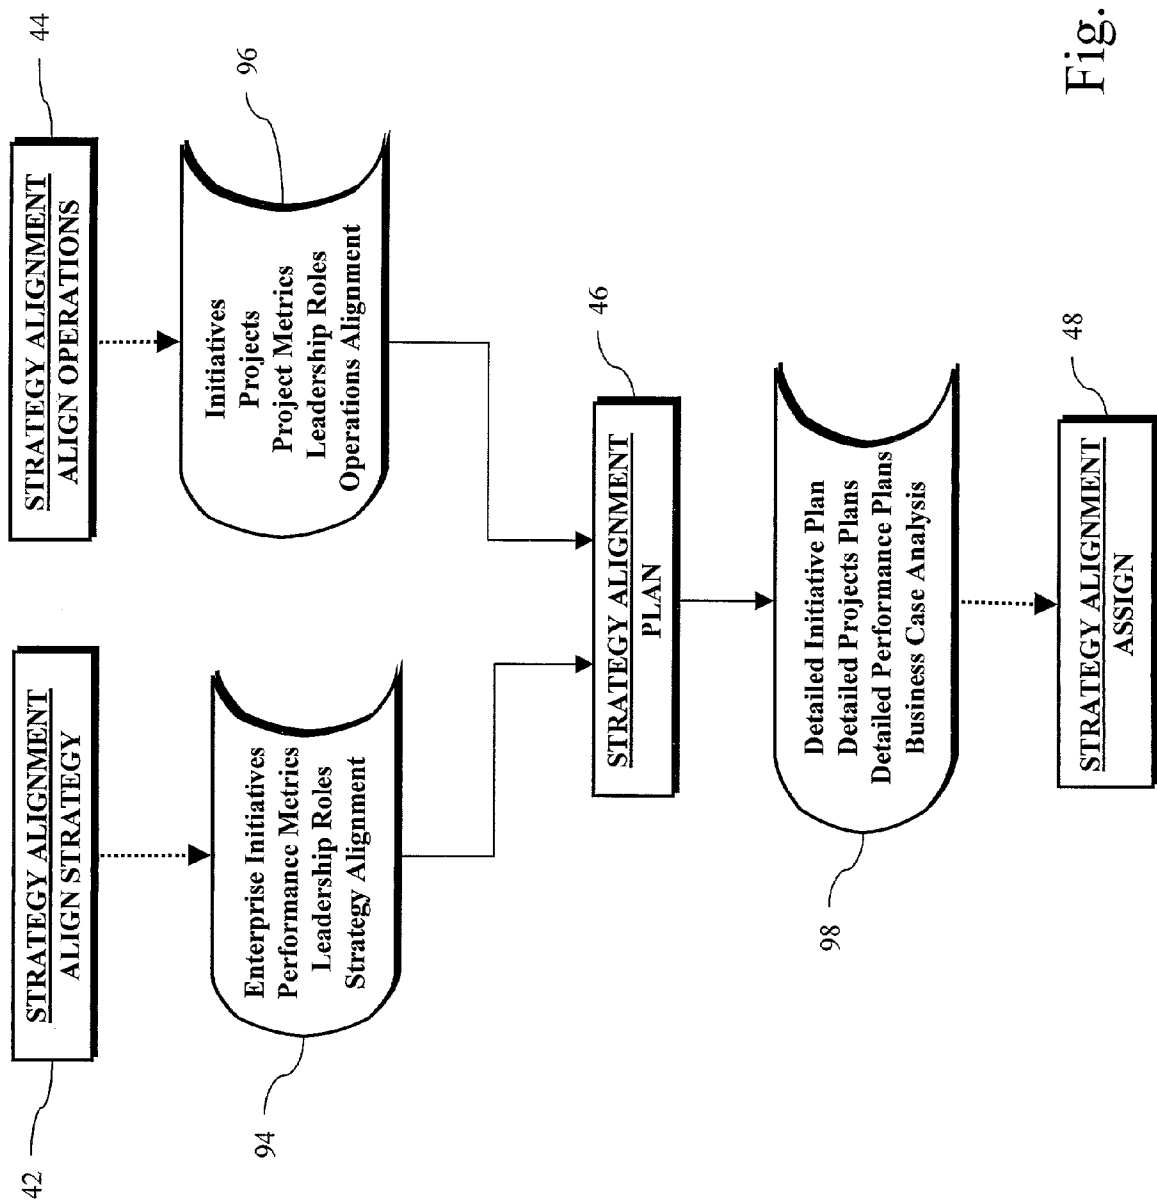 42
STRATEGY ALIGNMENT
ALIGN STRATEGY
STRATEGY ALIGNMENT
ALIGN OPERATIONS
44
94
Enterprise Initiatives
Performance Metrics
Leadership Roles
Strategy Alignment
Initiatives
Projects
Project Metrics
Leadership Roles
Operations Alignment
96
STRATEGY ALIGNMENT
PLAN
46
98
Detailed Initiative Plan
Detailed Projects Plans
Detailed Performance Plans
Business Case Analysis
STRATEGY ALIGNMENT
ASSIGN
48
Fig.